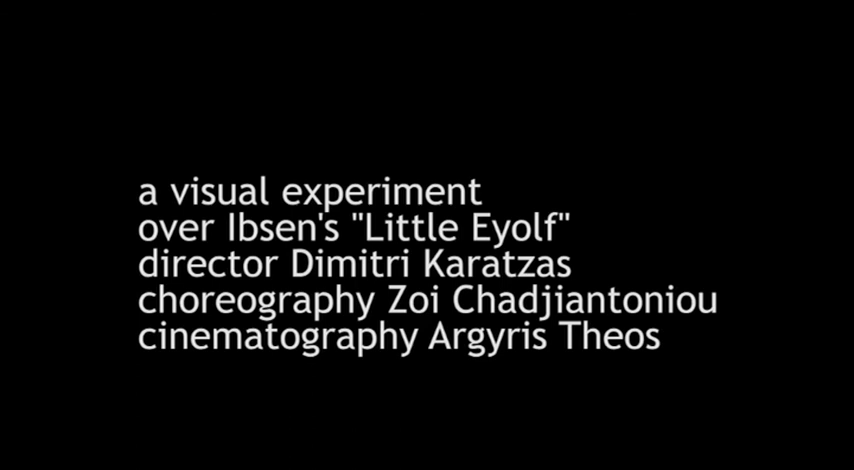 a visual experiment
over Ibsen's "Little Eyolf"
director Dimitri Karatzas
choreography Zoi Chadjiantoniou
cinematography Argyris Theos